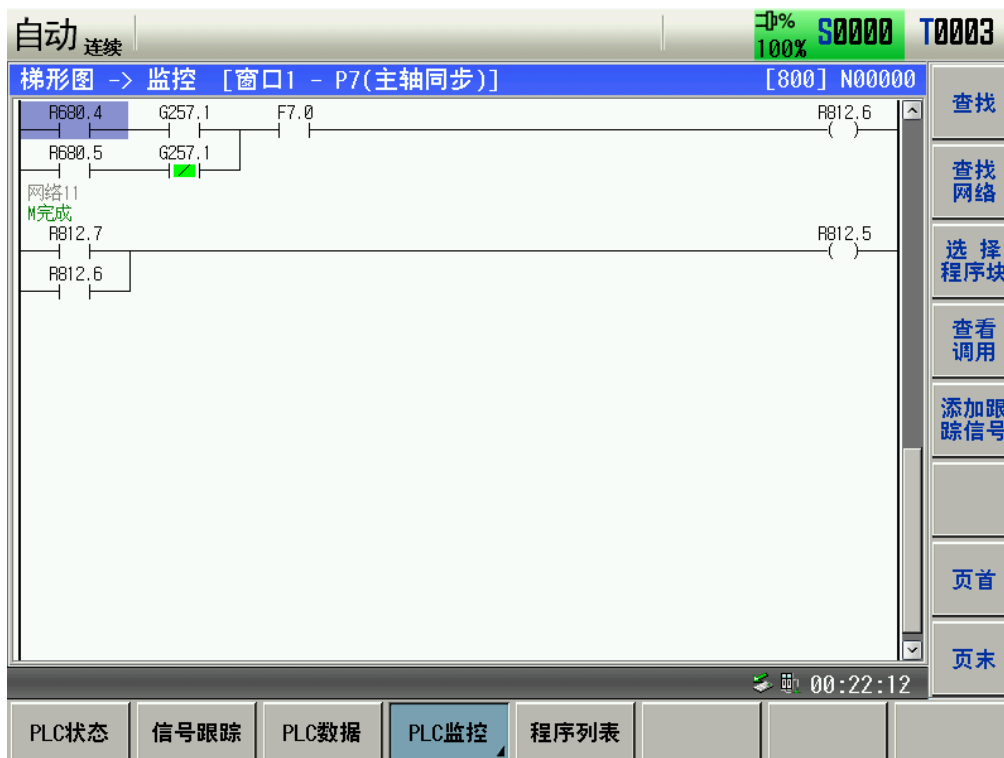 自动 连续 100% S0000 T0003
梯形图 -> 监控 [窗口1 - P7(主轴同步)] [800] N00000
R680.4 G257.1 F7.0 R812.6
R680.5 G257.1
网络11
M完成
R812.7 R812.5
R812.6
查找
查找
网络
选 择
程序块
查看
调用
添加跟
踪信号
页首
页末
00:22:12
PLC状态 信号跟踪 PLC数据 PLC监控 程序列表